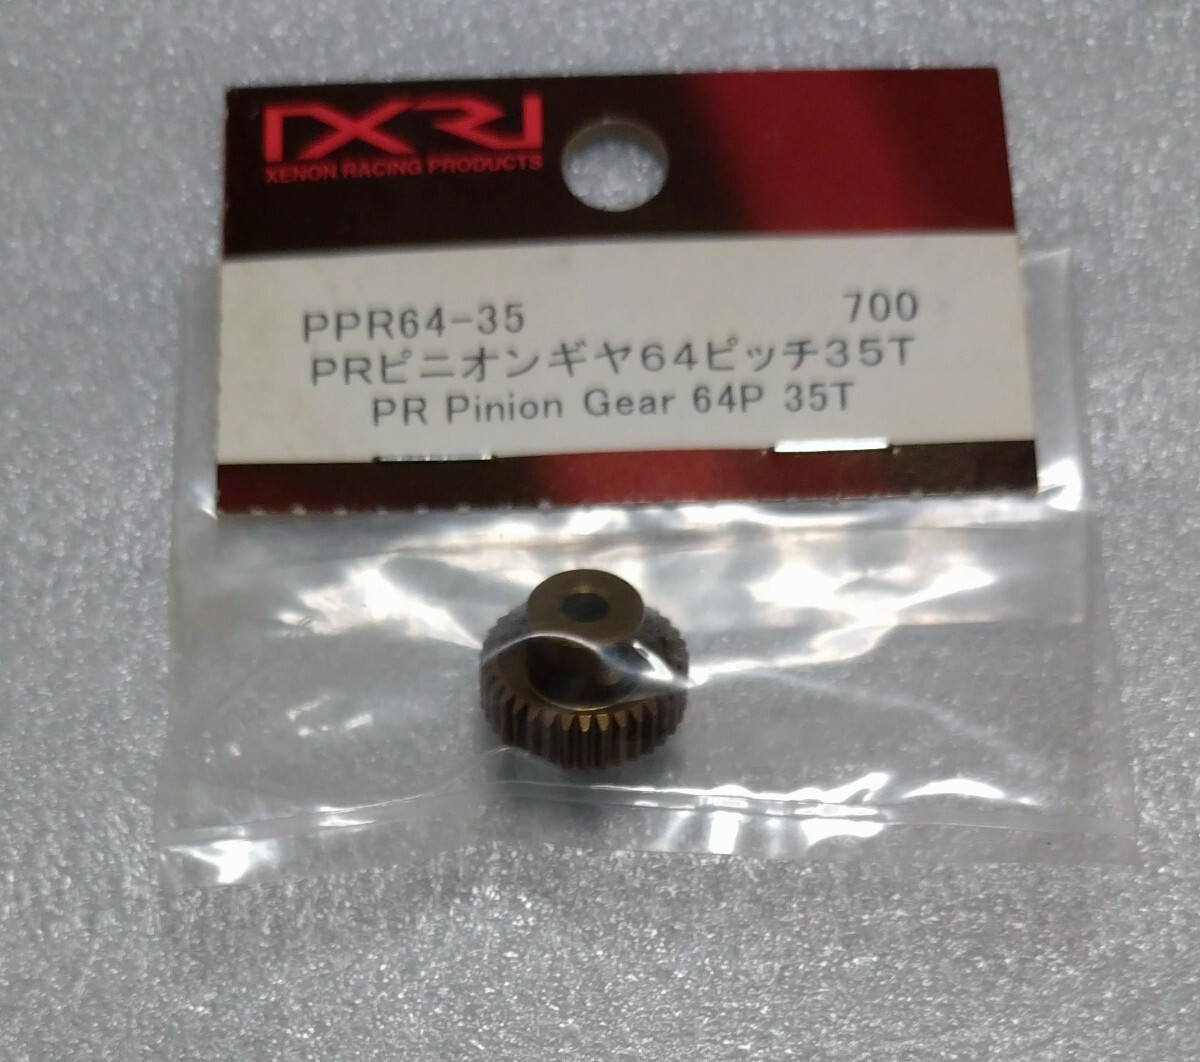 XRJ
XENON RACING PRODUCTS
PPR64-35 700
PRピニオンギヤ64ピッチ35T
PR Pinion Gear 64P 35T